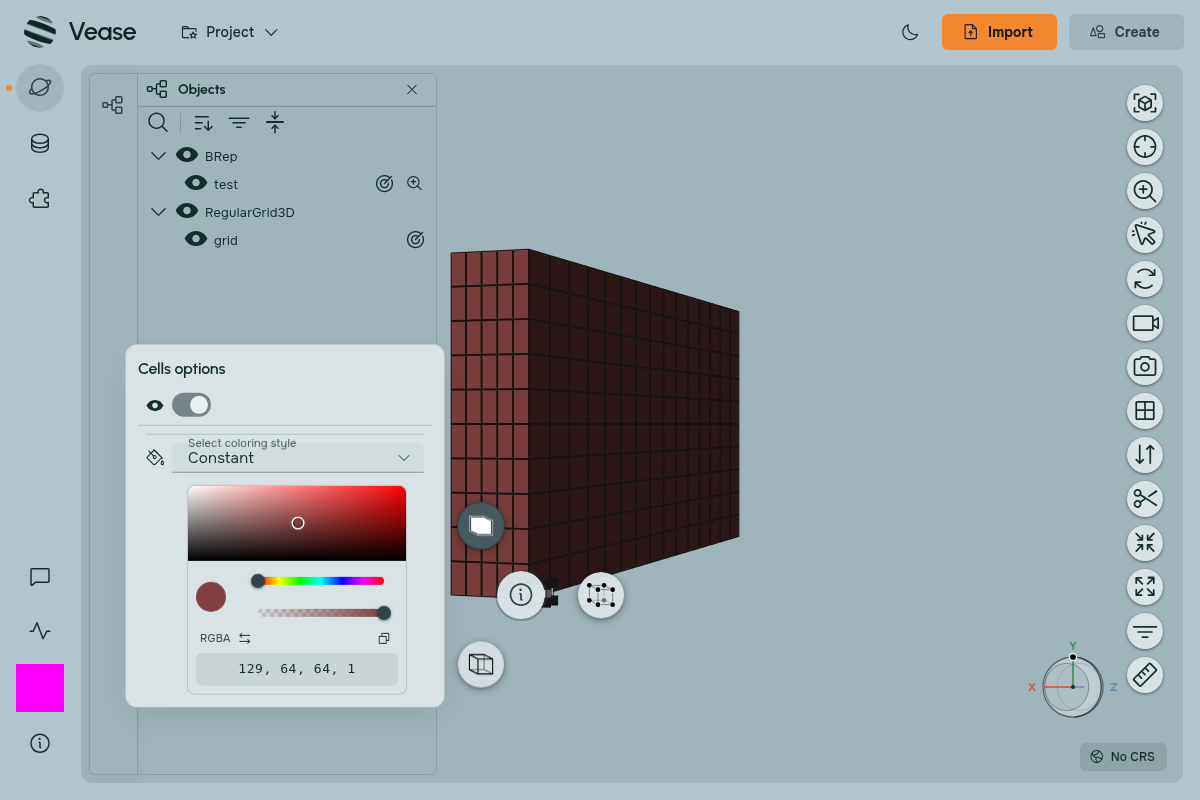 Vease
Project
Import
Create
Objects
BRep
test
RegularGrid3D
grid
Cells options
Select coloring style
Constant
RGBA
129, 64, 64, 1
Y
X
Z
No CRS